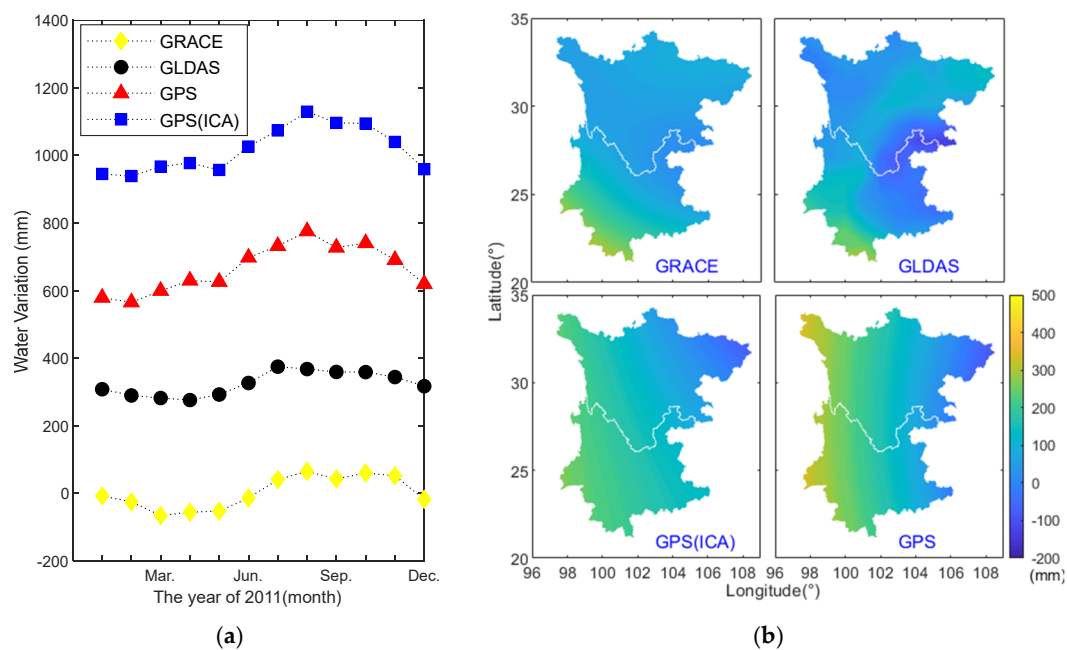 1400
1200
1000
800
600
400
200
0
-200
Water Variation (mm)
GRACE
GLDAS
GPS
GPS(ICA)
Mar.
Jun.
Sep.
Dec.
The year of 2011(month)
(a)
35
30
25
20
35
30
25
20
Latitude(°)
GRACE
GLDAS
GPS(ICA)
GPS
96
98
100
102
104
106
108
96
98
100
102
104
106
108
Longitude(°)
500
400
300
200
100
0
-100
-200
(mm)
(b)